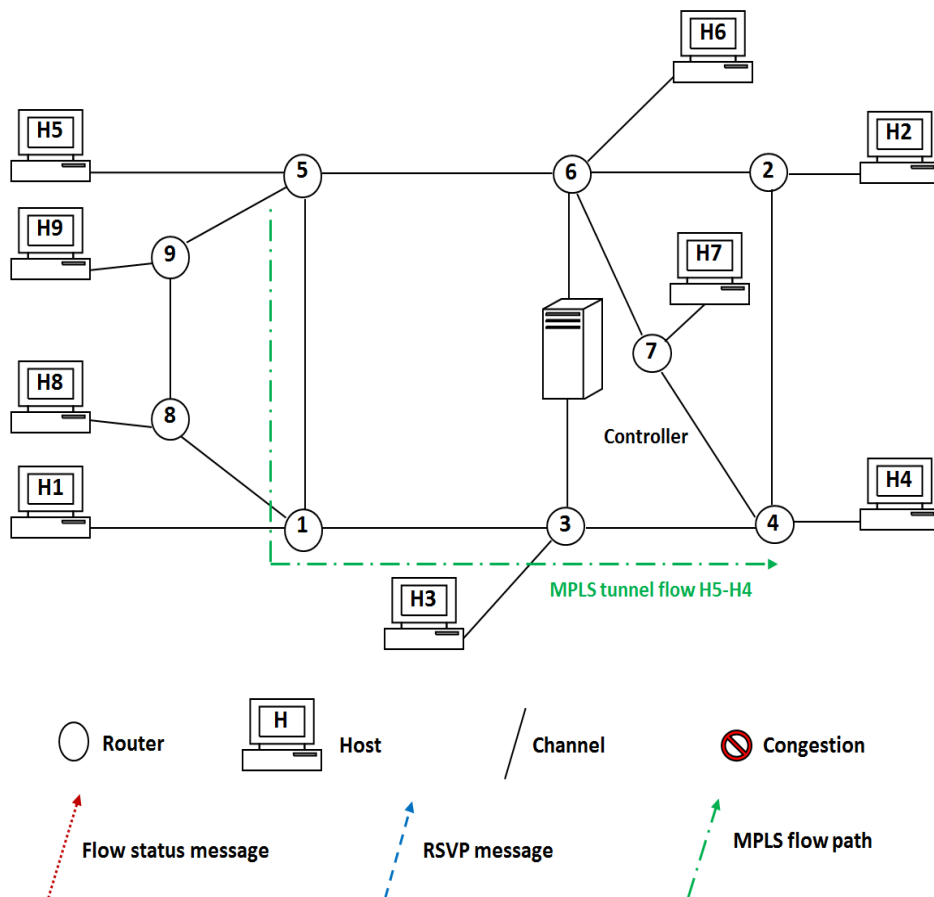 H6
H5
H2
5
6
2
H9
9
H7
7
H8
8
Controller
H1
H4
1
3
4
MPLS tunnel flow H5-H4
H3
H
Router
Host
Channel
Congestion
Flow status message
RSVP message
MPLS flow path